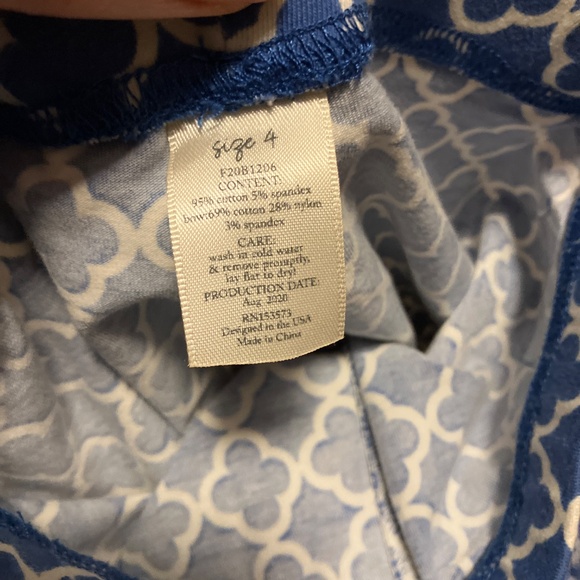 size 4
F20B1206
CONTENT:
95% cotton 5% spandex
bow:69% cotton 28% nylon
3% spandex
CARE:
wash in cold water
& remove promptly,
lay flat to dry!
PRODUCTION DATE:
Aug 2020
RN153573
Designed in the USA
Made in China